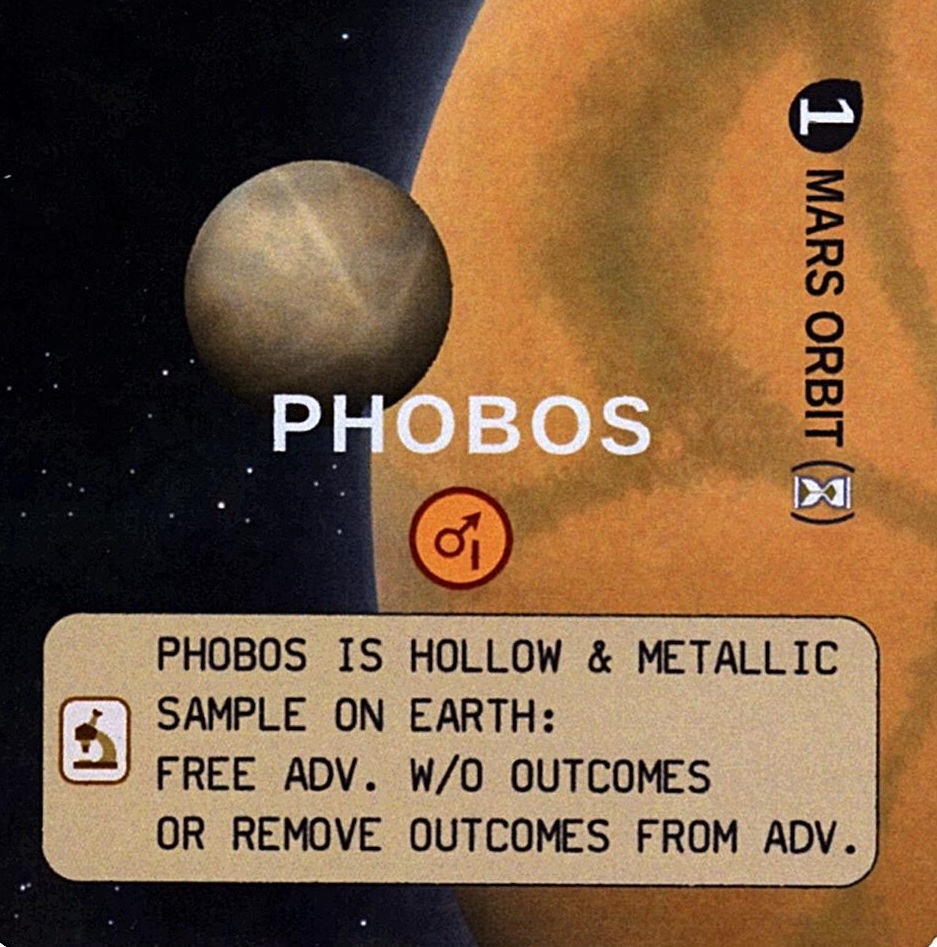 1 MARS ORBIT ()
PHOBOS
PHOBOS IS HOLLOW & METALLIC
SAMPLE ON EARTH:
FREE ADV. W/O OUTCOMES
OR REMOVE OUTCOMES FROM ADV.